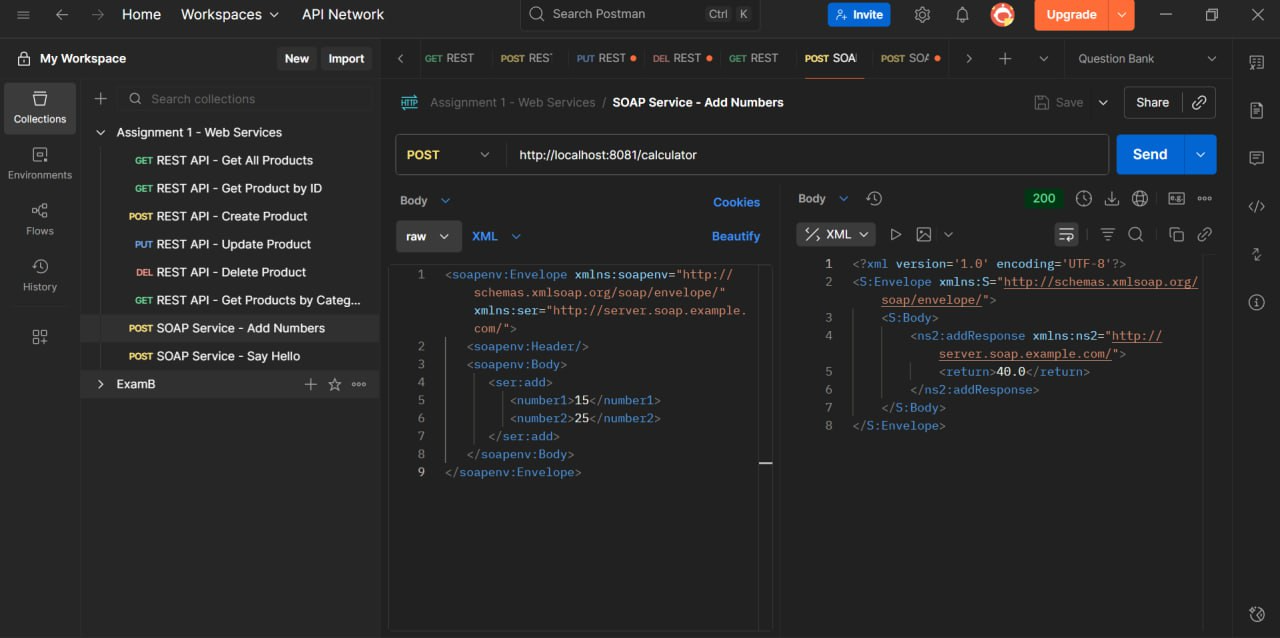 Home Workspaces API Network Search Postman Ctrl K Invite Upgrade
My Workspace New Import GET REST POST REST PUT REST DEL REST GET REST POST SOA POST SOA Question Bank
Collections
Environments
Flows
History
Search collections
Assignment 1 - Web Services
GET REST API - Get All Products
GET REST API - Get Product by ID
POST REST API - Create Product
PUT REST API - Update Product
DEL REST API - Delete Product
GET REST API - Get Products by Categ...
POST SOAP Service - Add Numbers
POST SOAP Service - Say Hello
ExamB
HTTP Assignment 1 - Web Services / SOAP Service - Add Numbers Save Share
POST http://localhost:8081/calculator Send
Body Cookies
raw XML Beautify
1 <soapenv:Envelope xmlns:soapenv="http://
schemas.xmlsoap.org/soap/envelope/"
xmlns:ser="http://server.soap.example.
com/">
2 <soapenv:Header/>
3 <soapenv:Body>
4 <ser:add>
5 <number1>15</number1>
6 <number2>25</number2>
7 </ser:add>
8 </soapenv:Body>
9 </soapenv:Envelope>
Body 200 e.g.
XML
1 <?xml version='1.0' encoding='UTF-8'?>
2 <S:Envelope xmlns:S="http://schemas.xmlsoap.org/
soap/envelope/">
3 <S:Body>
4 <ns2:addResponse xmlns:ns2="http://
server.soap.example.com/">
5 <return>40.0</return>
6 </ns2:addResponse>
7 </S:Body>
8 </S:Envelope>